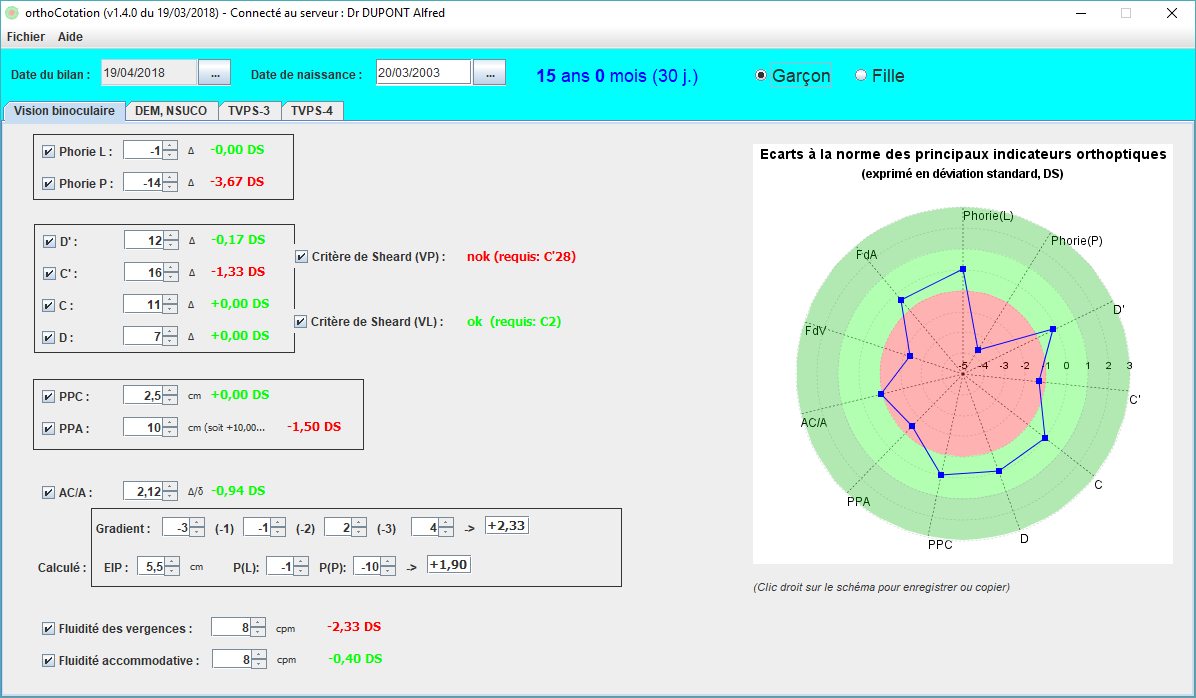 orthoCotation (v1.4.0 du 19/03/2018) - Connecté au serveur : Dr DUPONT Alfred
Fichier Aide
Date du bilan : 19/04/2018 ... Date de naissance : 20/03/2003 ... 15 ans 0 mois (30 j.) Garçon Fille
Vision binoculaire DEM, NSUCO TVPS-3 TVPS-4
Phorie L : -1 Δ -0,00 DS
Phorie P : -14 Δ -3,67 DS
D' : 12 Δ -0,17 DS
C' : 16 Δ -1,33 DS
C : 11 Δ +0,00 DS
D : 7 Δ +0,00 DS
Critère de Sheard (VP) : nok (requis: C'28)
Critère de Sheard (VL) : ok (requis: C2)
PPC : 2,5 cm +0,00 DS
PPA : 10 cm (soit +10,00... -1,50 DS
AC/A : 2,12 Δ/δ -0,94 DS
Gradient : -3 (-1) -1 (-2) 2 (-3) 4 -> +2,33
Calculé : EIP : 5,5 cm P(L): -1 P(P): -10 -> +1,90
Fluidité des vergences : 8 cpm -2,33 DS
Fluidité accommodative : 8 cpm -0,40 DS
Ecarts à la norme des principaux indicateurs orthoptiques
(exprimé en déviation standard, DS)
Phorie(L)
Phorie(P)
FdA
D'
FdV
-5 -4 -3 -2 -1 0 1 2 3
C'
AC/A
C
PPA
D
PPC
(Clic droit sur le schéma pour enregistrer ou copier)